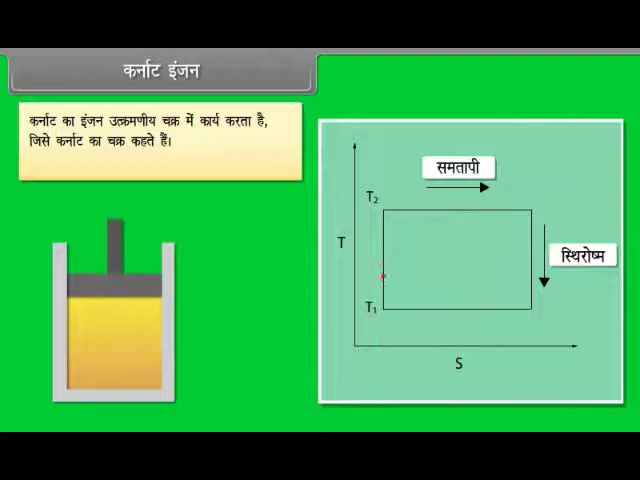 कर्नाट इंजन
कर्नाट का इंजन उत्क्रमणीय चक्र में कार्य करता है,
जिसे कर्नाट का चक्र कहते हैं।
समतापी
T₂
T
स्थिरोष्म
T₁
S